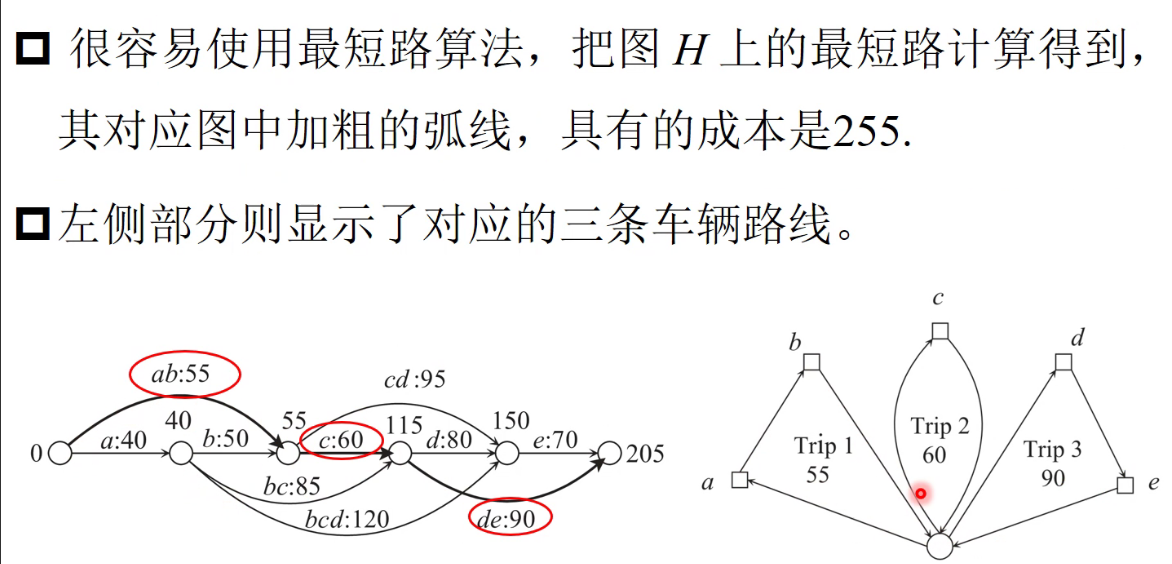 很容易使用最短路算法，把图 H 上的最短路计算得到，
其对应图中加粗的弧线，具有的成本是255.
左侧部分则显示了对应的三条车辆路线。
ab:55
cd :95
40
55
115
150
0
a:40
b:50
c:60
d:80
e:70
205
bc:85
bcd:120
de:90
c
b
d
Trip 1
55
Trip 2
60
Trip 3
90
a
e